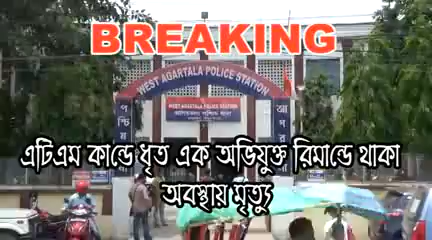 BREAKING
WEST AGARTALA POLICE STATION
WEST AGARTALA POLICE STATION
এটিএম কান্ডে ধৃত এক অভিযুক্ত রিমান্ডে থাকা
অবস্থায় মৃত্যু